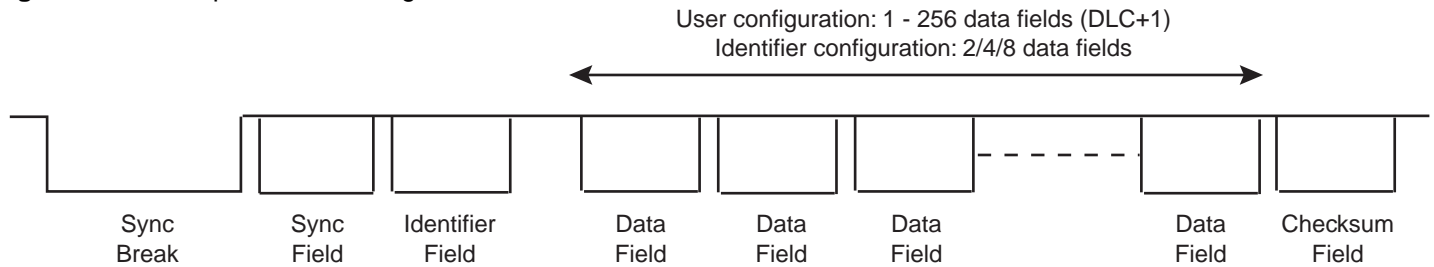 User configuration: 1 - 256 data fields (DLC+1)
Identifier configuration: 2/4/8 data fields
Sync Break
Sync Field
Identifier Field
Data Field
Data Field
Data Field
Data Field
Checksum Field